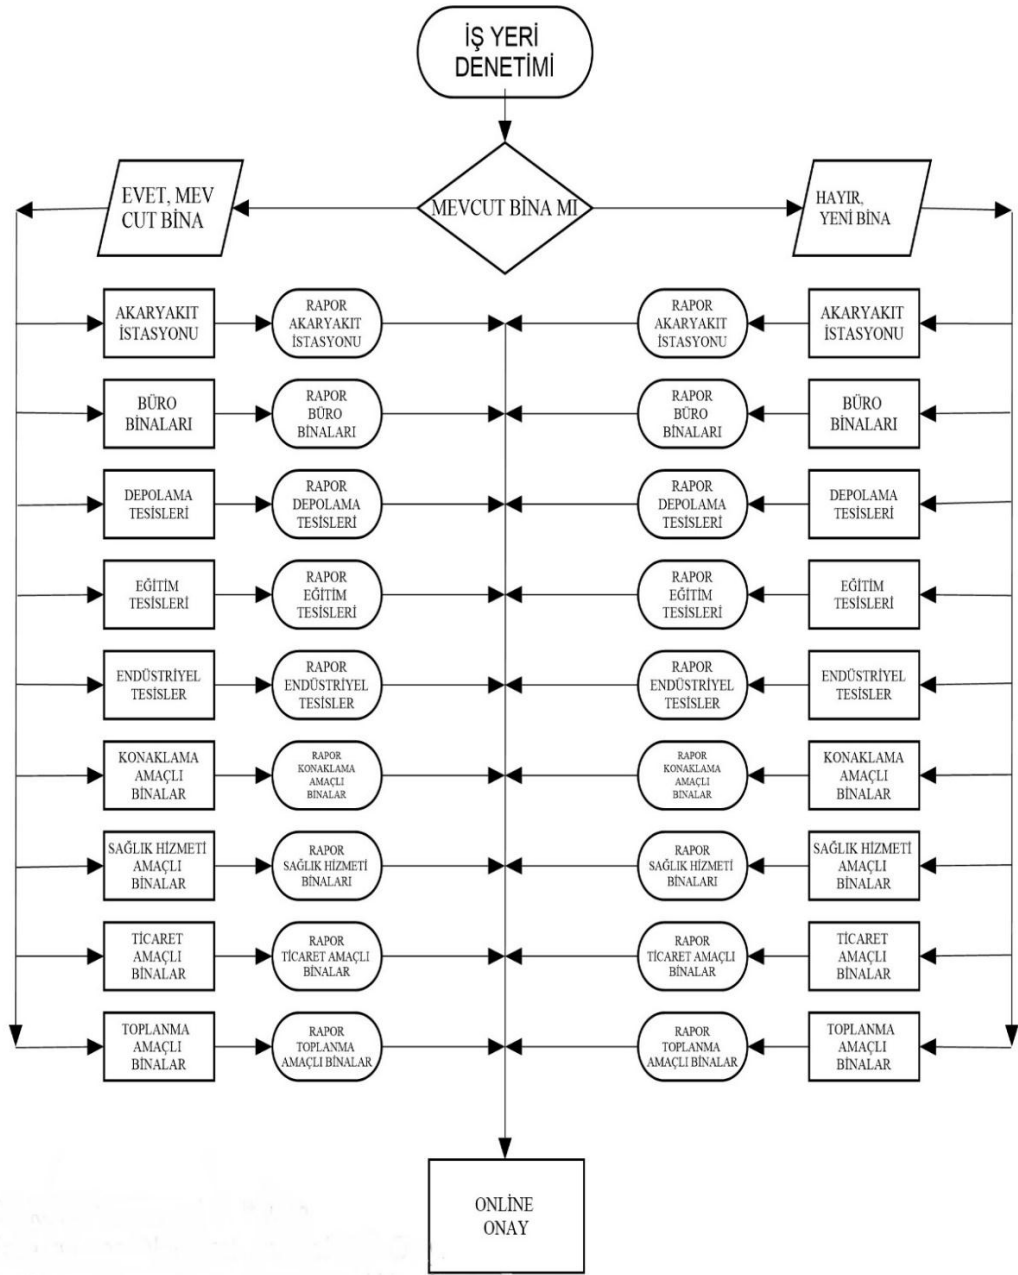 İŞ YERİ
DENETİMİ
MEVCUT BİNA MI
EVET, MEV
CUT BİNA
HAYIR,
YENİ BİNA
AKARYAKIT
İSTASYONU
RAPOR
AKARYAKIT
İSTASYONU
RAPOR
AKARYAKIT
İSTASYONU
AKARYAKIT
İSTASYONU
BÜRO
BİNALARI
RAPOR
BÜRO
BİNALARI
RAPOR
BÜRO
BİNALARI
BÜRO
BİNALARI
DEPOLAMA
TESİSLERİ
RAPOR
DEPOLAMA
TESİSLERİ
RAPOR
DEPOLAMA
TESİSLERİ
DEPOLAMA
TESİSLERİ
EĞİTİM
TESİSLERİ
RAPOR
EĞİTİM
TESİSLERİ
RAPOR
EĞİTİM
TESİSLERİ
EĞİTİM
TESİSLERİ
ENDÜSTRİYEL
TESİSLER
RAPOR
ENDÜSTRİYEL
TESİSLER
RAPOR
ENDÜSTRİYEL
TESİSLER
ENDÜSTRİYEL
TESİSLER
KONAKLAMA
AMAÇLI
BİNALAR
RAPOR
KONAKLAMA
AMAÇLI
BİNALAR
RAPOR
KONAKLAMA
AMAÇLI
BİNALAR
KONAKLAMA
AMAÇLI
BİNALAR
SAĞLIK HİZMETİ
AMAÇLI
BİNALAR
RAPOR
SAĞLIK HİZMETİ
BİNALARI
RAPOR
SAĞLIK HİZMETİ
BİNALARI
SAĞLIK HİZMETİ
AMAÇLI
BİNALAR
TİCARET
AMAÇLI
BİNALAR
RAPOR
TİCARET AMAÇLI
BİNALAR
RAPOR
TİCARET AMAÇLI
BİNALAR
TİCARET
AMAÇLI
BİNALAR
TOPLANMA
AMAÇLI
BİNALAR
RAPOR
TOPLANMA
AMAÇLI BİNALAR
RAPOR
TOPLANMA
AMAÇLI BİNALAR
TOPLANMA
AMAÇLI
BİNALAR
ONLİNE
ONAY